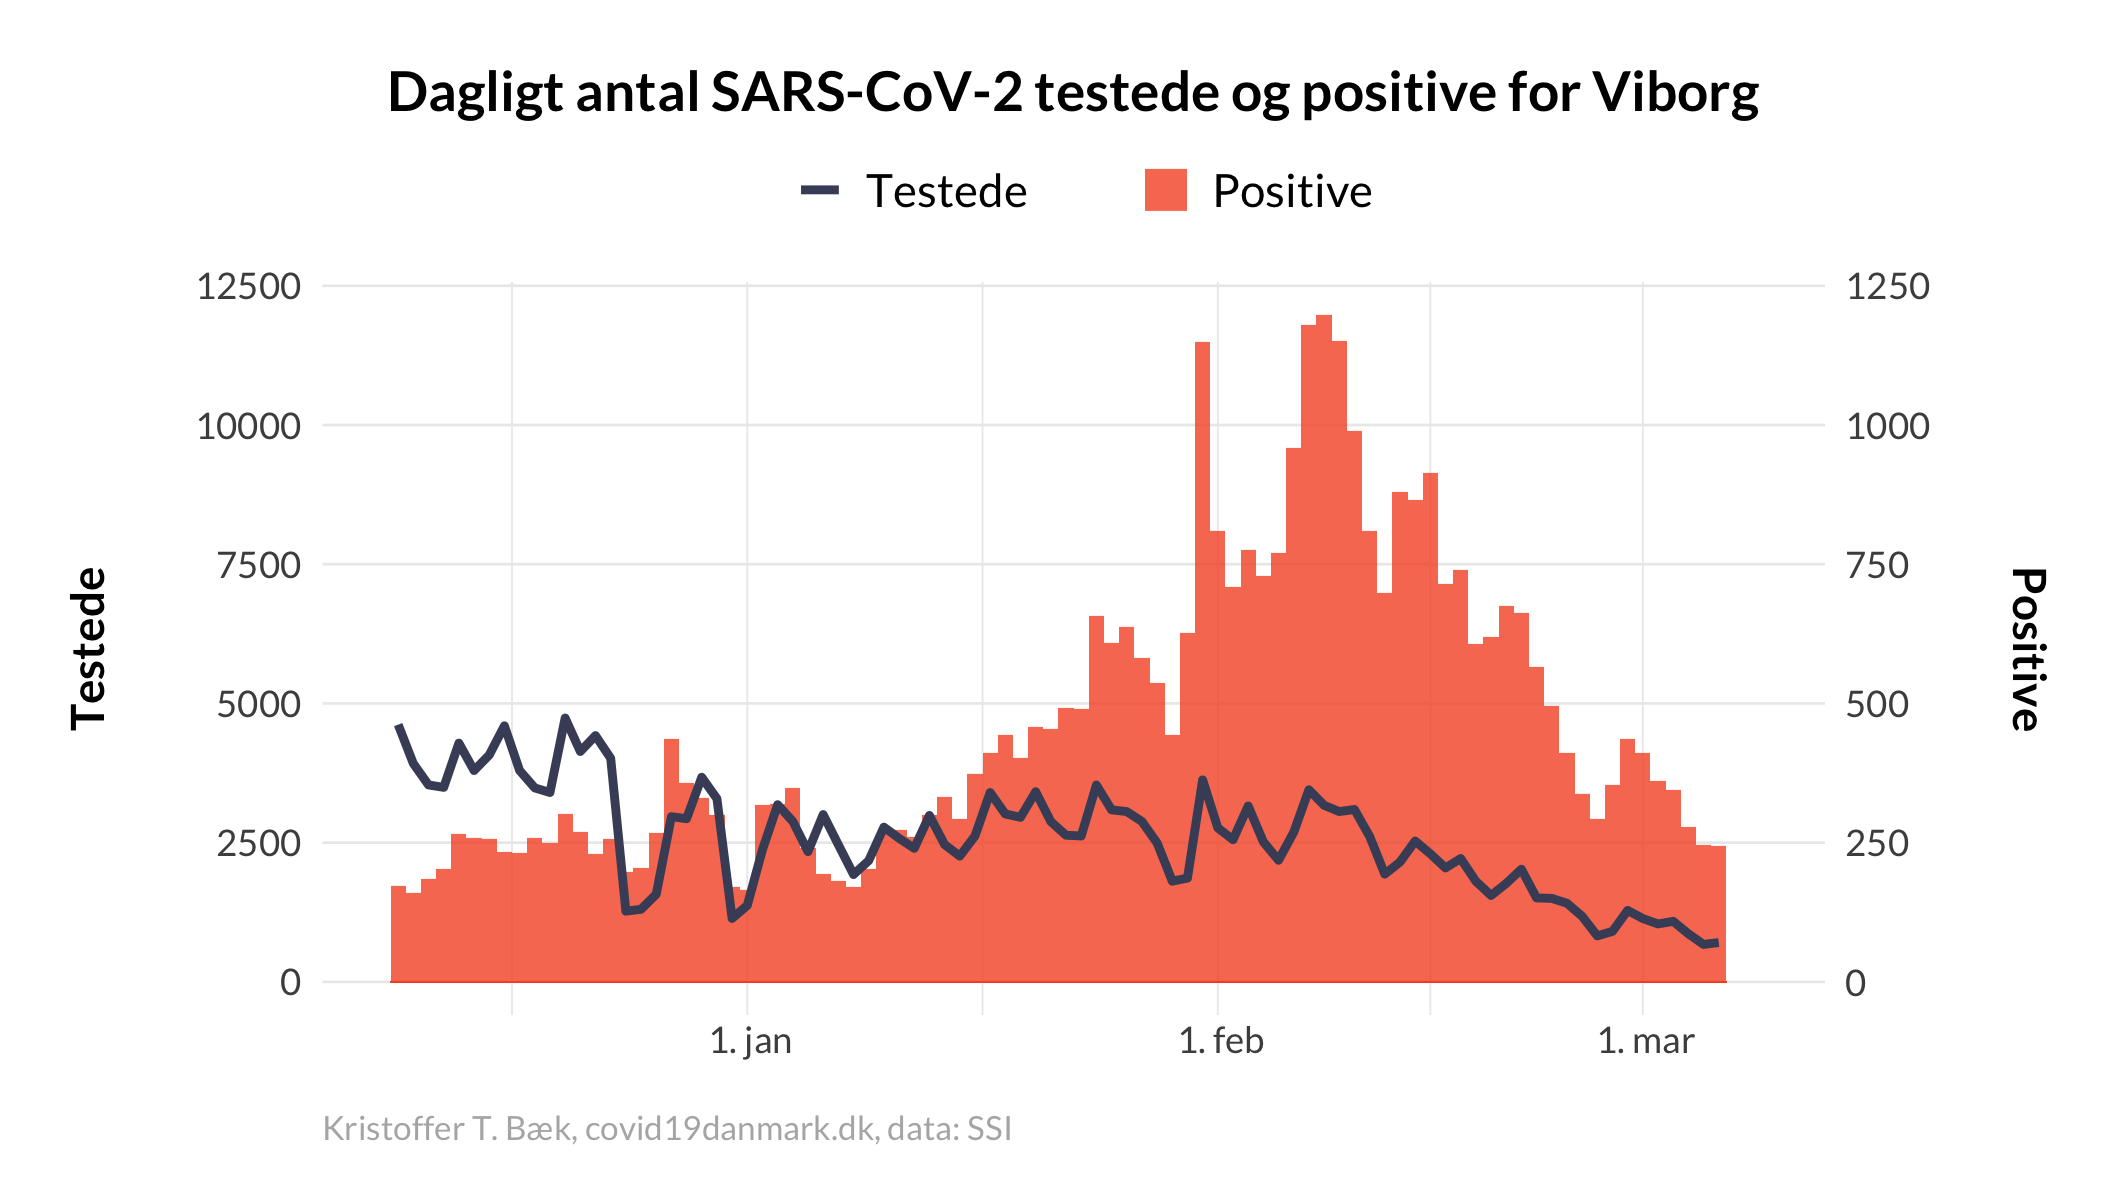 Dagligt antal SARS-CoV-2 testede og positive for Viborg
Testede Positive
12500 1250
10000 1000
7500 750
5000 500
2500 250
0 0
Testede
Positive
1. jan 1. feb 1. mar
Kristoffer T. Bæk, covid19danmark.dk, data: SSI